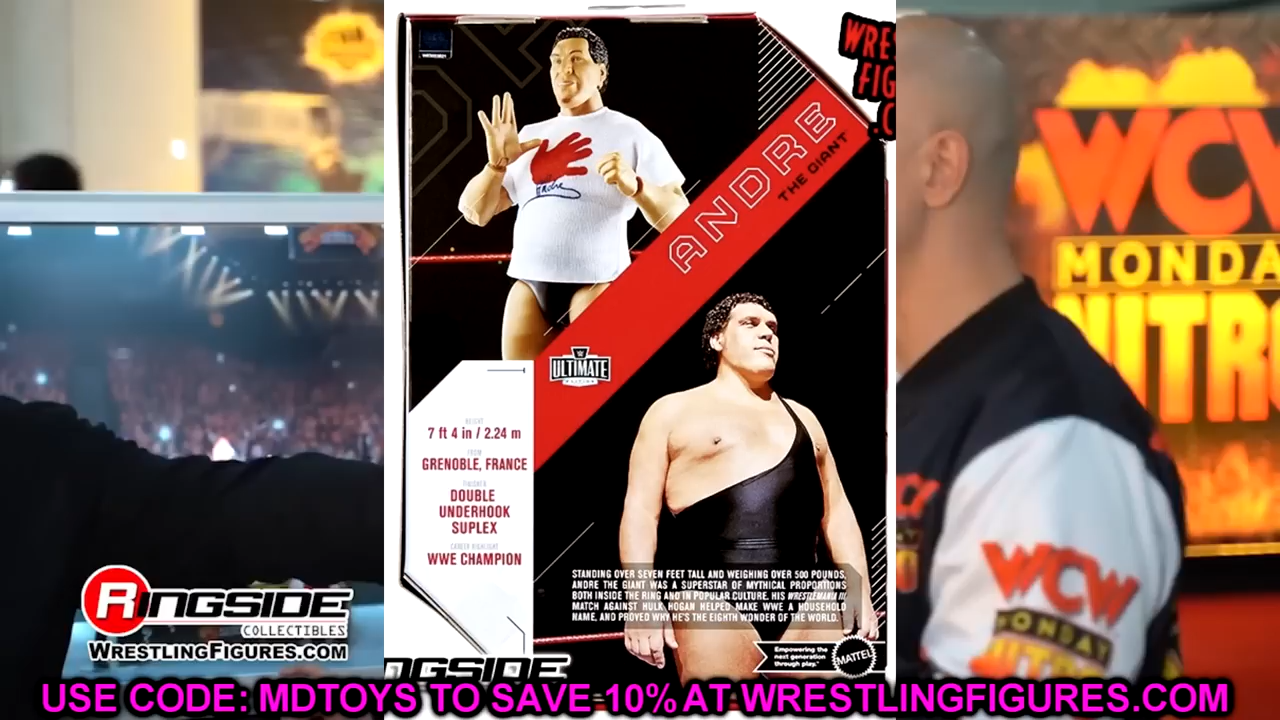 WRE
FIG
.C
ANDRE
THE GIANT
Andre
ULTIMATE
EDITION
HEIGHT
7 ft 4 in / 2.24 m
FROM
GRENOBLE, FRANCE
FINISHER
DOUBLE
UNDERHOOK
SUPLEX
CAREER HIGHLIGHT
WWE CHAMPION
STANDING OVER SEVEN FEET TALL AND WEIGHING OVER 500 POUNDS,
ANDRE THE GIANT WAS A SUPERSTAR OF MYTHICAL PROPORTIONS
BOTH INSIDE THE RING AND IN POPULAR CULTURE. HIS WRESTLEMANIA III
MATCH AGAINST HULK HOGAN HELPED MAKE WWE A HOUSEHOLD
NAME, AND PROVED WHY HE'S THE EIGHTH WONDER OF THE WORLD.
Empowering the
next generation
through play.™
MATTEL
WCW
MONDA
NITRO
WCW
MONDAY
NITRO
RINGSIDE
COLLECTIBLES
WRESTLINGFIGURES.COM
NGSIDE
USE CODE: MDTOYS TO SAVE 10% AT WRESTLINGFIGURES.COM